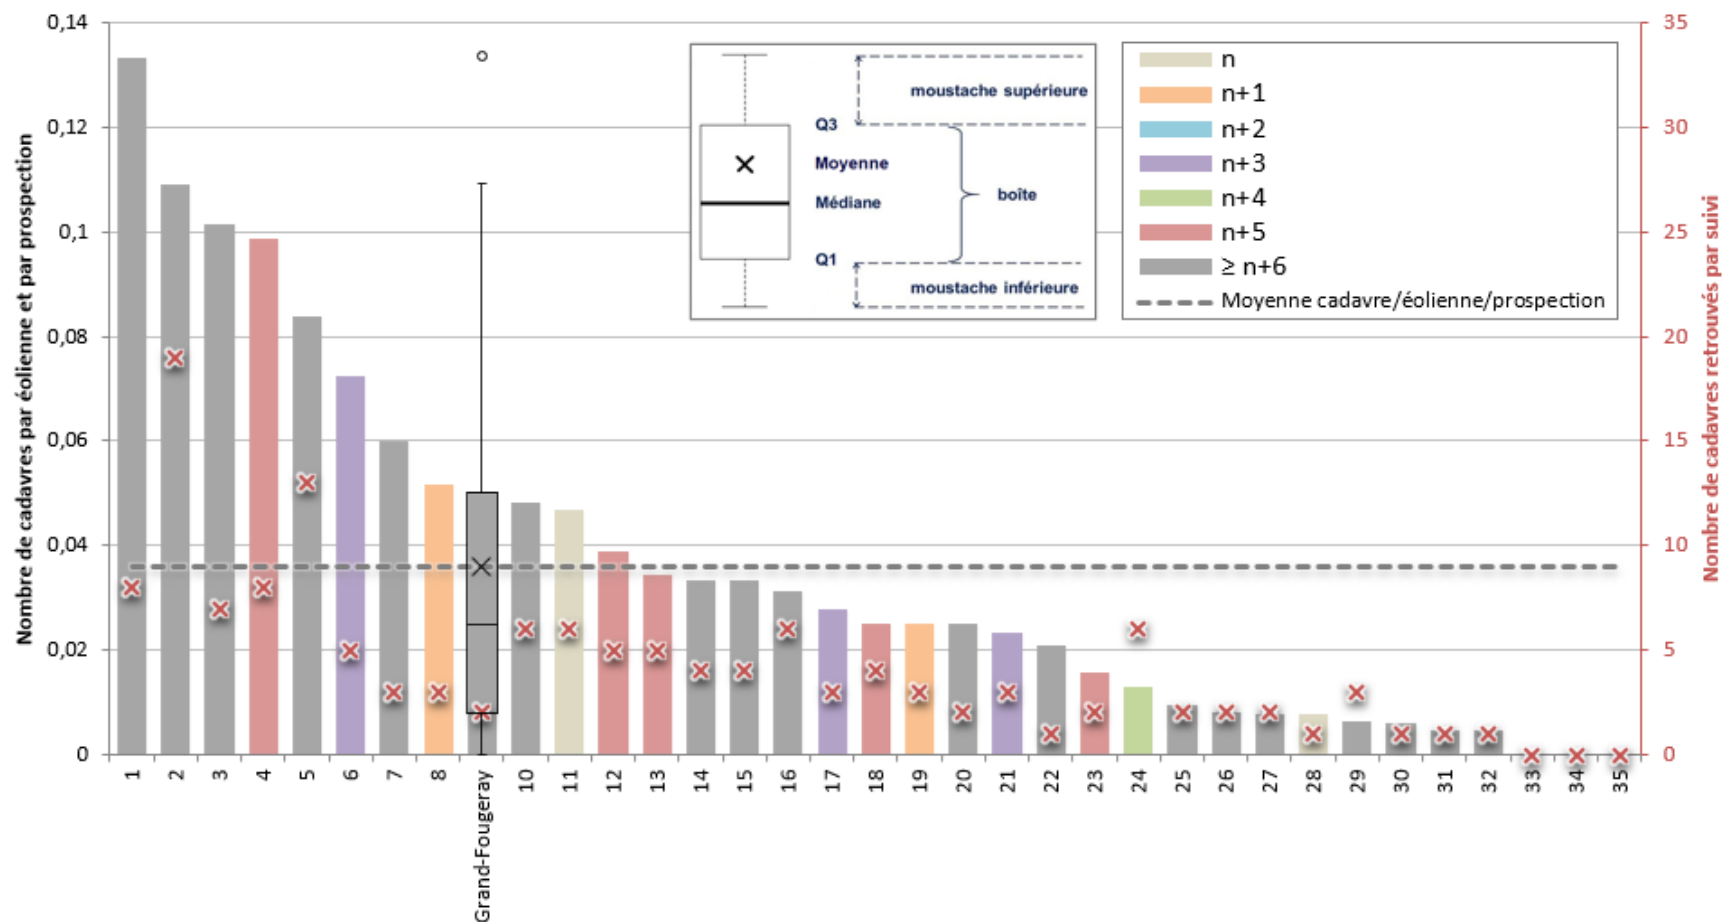 Nombre de cadavres par éolienne et par prospection
0,14
0,12
0,1
0,08
0,06
0,04
0,02
0
moustache supérieure
Q3
Moyenne
Médiane
boîte
Q1
moustache inférieure
n
n+1
n+2
n+3
n+4
n+5
≥ n+6
Moyenne cadavre/éolienne/prospection
35
30
25
20
15
10
5
0
Nombre de cadavres retrouvés par suivi
1
2
3
4
5
6
7
8
Grand-Fougeray
10
11
12
13
14
15
16
17
18
19
20
21
22
23
24
25
26
27
28
29
30
31
32
33
34
35